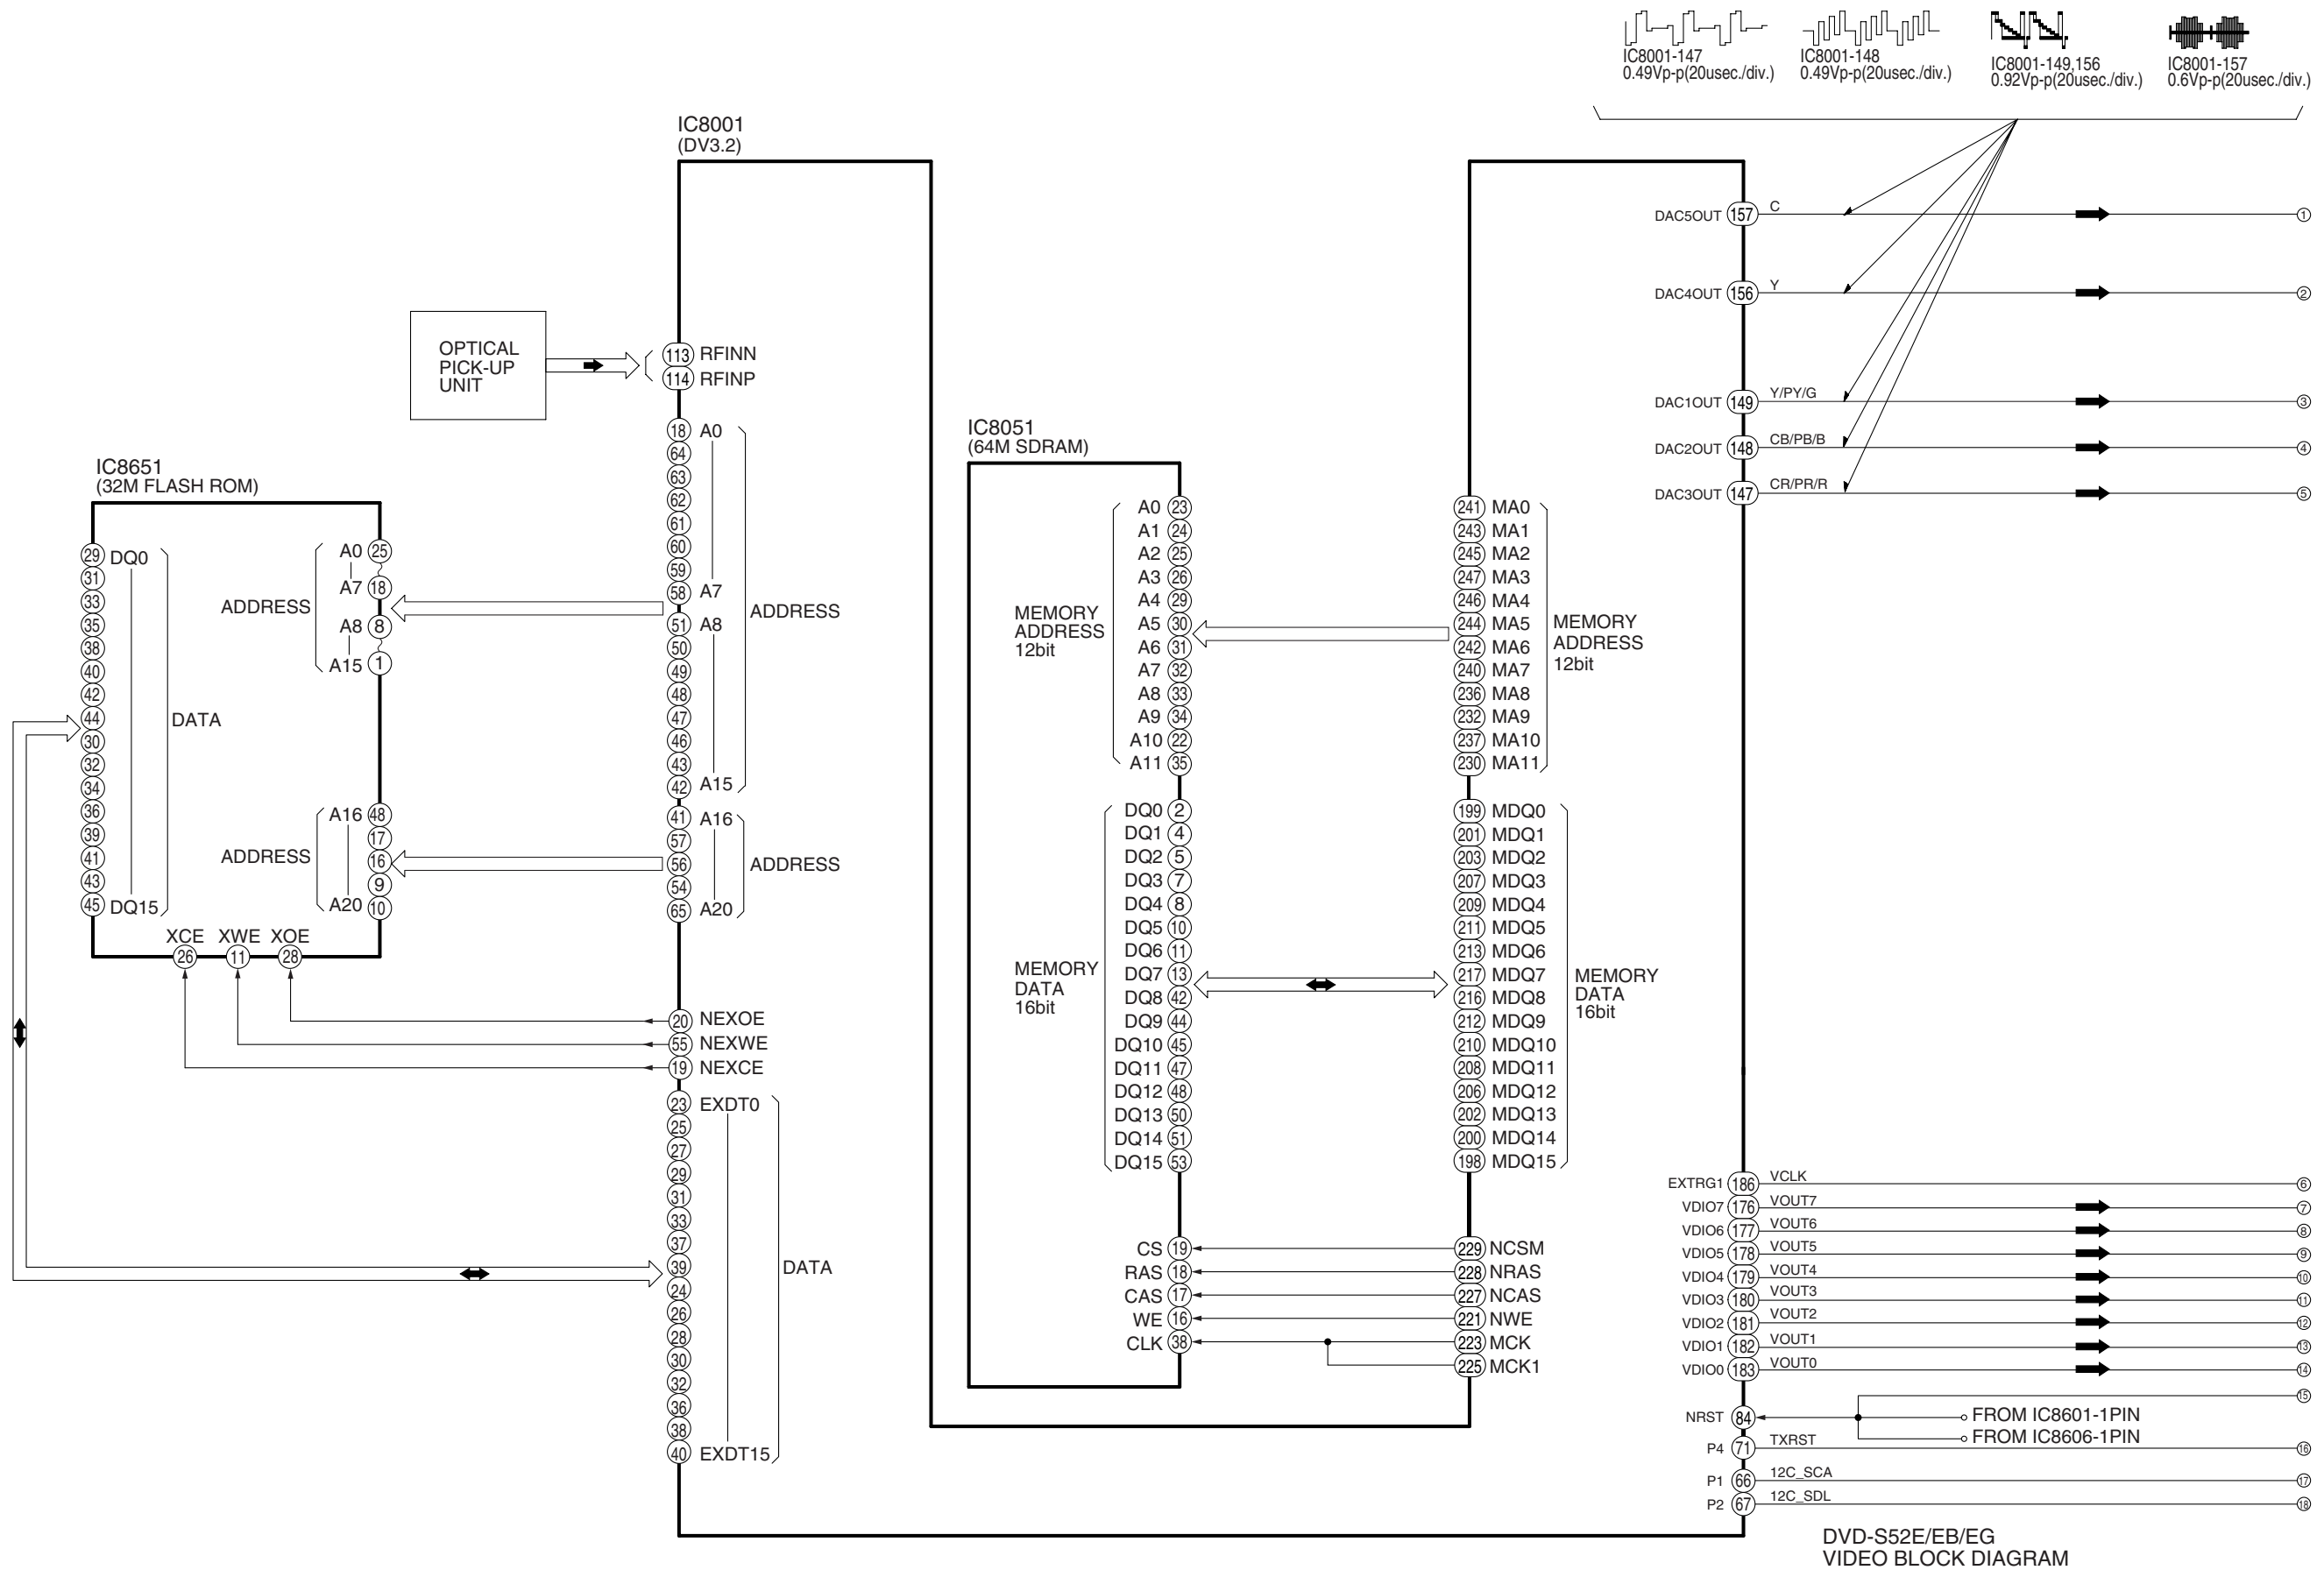 IC8001-147
0.49Vp-p(20usec./div.)
IC8001-148
0.49Vp-p(20usec./div.)
IC8001-149,156
0.92Vp-p(20usec./div.)
IC8001-157
0.6Vp-p(20usec./div.)
IC8001
(DV3.2)
OPTICAL
PICK-UP
UNIT
113 RFINN
114 RFINP
18 A0
64
63
62
61
60
59
58 A7
51 A8
50
49
48
47
46
43
42 A15
ADDRESS
41 A16
57
56
54
65 A20
ADDRESS
20 NEXOE
55 NEXWE
19 NEXCE
23 EXDT0
25
27
29
31
33
37
39
24
26
28
30
32
36
38
40 EXDT15
DATA
IC8651
(32M FLASH ROM)
29 DQ0
31
33
35
38
40
42
44
30
32
34
36
39
41
43
45 DQ15
DATA
ADDRESS
A0 25
A7 18
A8 8
A15 1
ADDRESS
A16 48
17
16
9
A20 10
XCE XWE XOE
26 11 28
IC8051
(64M SDRAM)
MEMORY
ADDRESS
12bit
A0 23
A1 24
A2 25
A3 26
A4 29
A5 30
A6 31
A7 32
A8 33
A9 34
A10 22
A11 35
MEMORY
DATA
16bit
DQ0 2
DQ1 4
DQ2 5
DQ3 7
DQ4 8
DQ5 10
DQ6 11
DQ7 13
DQ8 42
DQ9 44
DQ10 45
DQ11 47
DQ12 48
DQ13 50
DQ14 51
DQ15 53
CS 19
RAS 18
CAS 17
WE 16
CLK 38
241 MA0
243 MA1
245 MA2
247 MA3
246 MA4
244 MA5
242 MA6
240 MA7
236 MA8
232 MA9
237 MA10
230 MA11
MEMORY
ADDRESS
12bit
199 MDQ0
201 MDQ1
203 MDQ2
207 MDQ3
209 MDQ4
211 MDQ5
213 MDQ6
217 MDQ7
216 MDQ8
212 MDQ9
210 MDQ10
208 MDQ11
206 MDQ12
202 MDQ13
200 MDQ14
198 MDQ15
MEMORY
DATA
16bit
229 NCSM
228 NRAS
227 NCAS
221 NWE
223 MCK
225 MCK1
DAC5OUT 157 C 1
DAC4OUT 156 Y 2
DAC1OUT 149 Y/PY/G 3
DAC2OUT 148 CB/PB/B 4
DAC3OUT 147 CR/PR/R 5
EXTRG1 186 VCLK 6
VDIO7 176 VOUT7 7
VDIO6 177 VOUT6 8
VDIO5 178 VOUT5 9
VDIO4 179 VOUT4 10
VDIO3 180 VOUT3 11
VDIO2 181 VOUT2 12
VDIO1 182 VOUT1 13
VDIO0 183 VOUT0 14
15
NRST 84 FROM IC8601-1PIN
FROM IC8606-1PIN
P4 71 TXRST 16
P1 66 12C_SCA 17
P2 67 12C_SDL 18
DVD-S52E/EB/EG
VIDEO BLOCK DIAGRAM